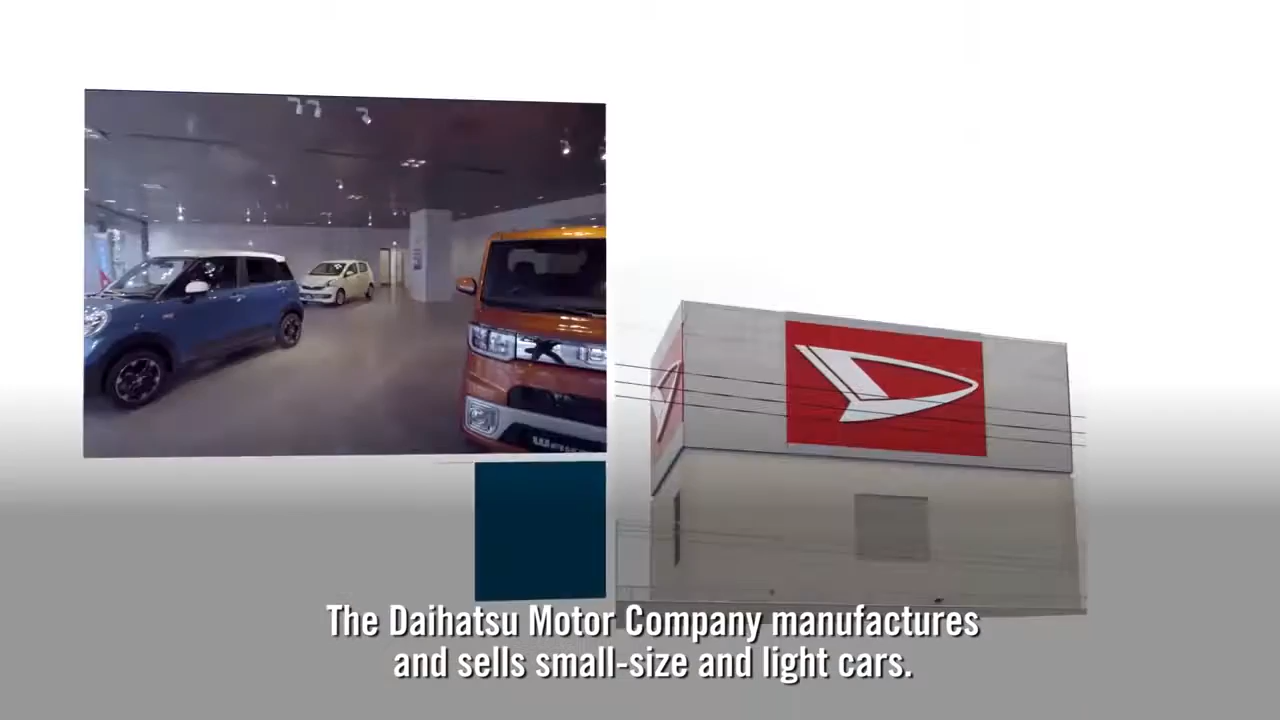 The Daihatsu Motor Company manufactures
and sells small-size and light cars.